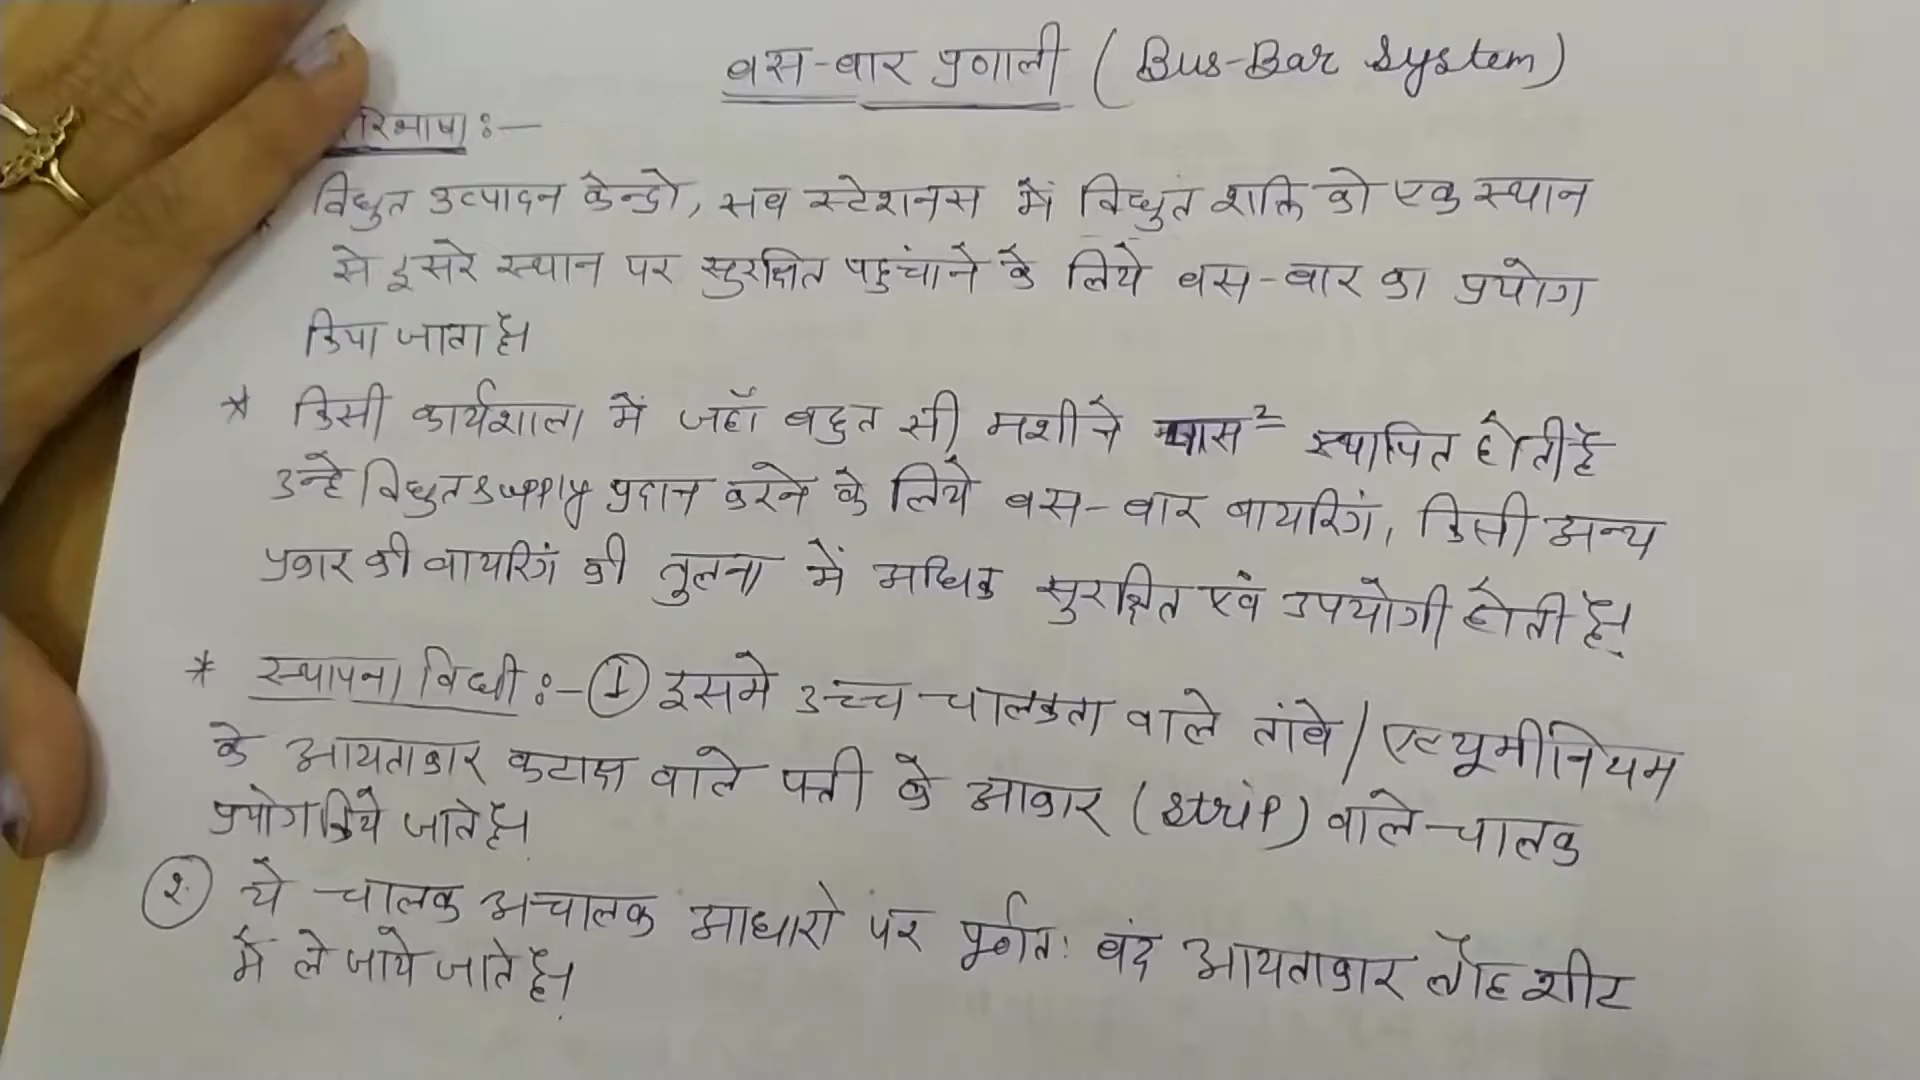 बस-बार प्रणाली (Bus-Bar System)
परिभाषा :—
विधुत उत्पादन केन्द्रो, सब स्टेशनस में विधुत शक्ति को एक स्थान
से दुसरे स्थान पर सुरक्षित पहुंचाने के लिये बस-बार का प्रयोग
किया जाता है।
* किसी कार्यशाला में जहाँ बहुत सी मशीने पास² स्थापित होती है
उन्हे विधुत supply प्रदान करने के लिये बस-बार वायरिंग, किसी अन्य
प्रकार की वायरिंग की तुलना में अधिक सुरक्षित एवं उपयोगी होती है।
* स्थापना विधी :- ① इसमे उच्च चालकता वाले तांबे/एल्यूमीनियम
के आयताकार कटाक्ष वाले पत्ती के आकार (strip) वाले चालक
प्रयोग किये जाते है।
② ये चालक अचालक आधारो पर पूर्णतः बंद आयताकार लौह शीट
में ले जाये जाते है।